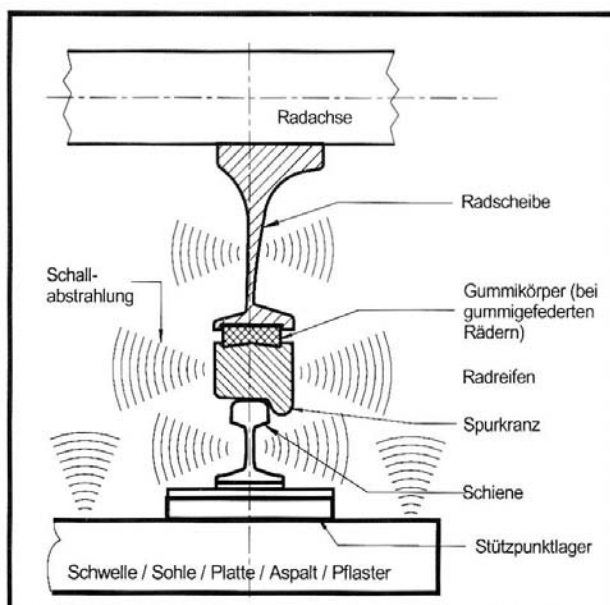 Radachse
Radscheibe
Schall-
abstrahlung
Gummikörper (bei
gummigefederten
Rädern)
Radreifen
Spurkranz
Schiene
Stützpunktlager
Schwelle / Sohle / Platte / Aspalt / Pflaster